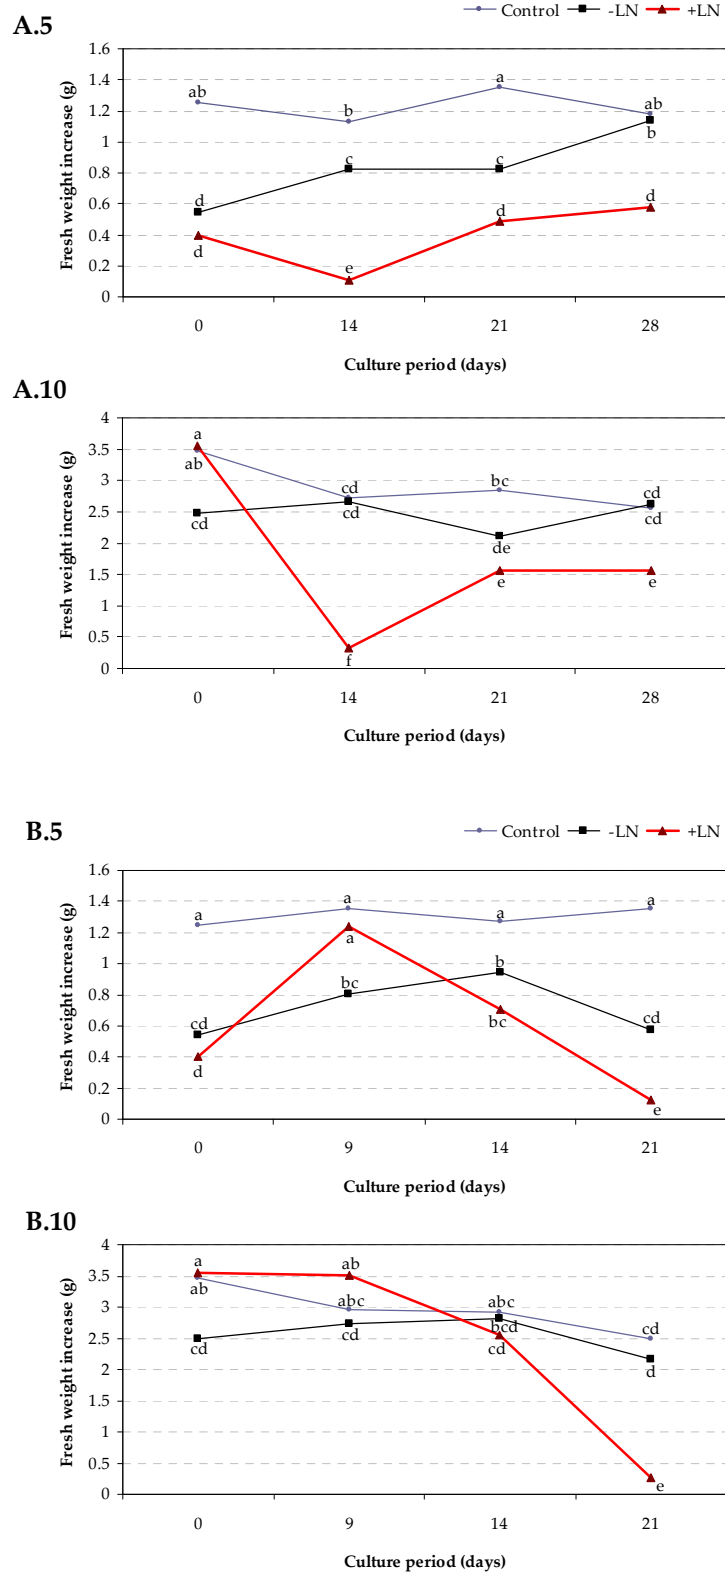 Control -LN +LN
A.5
1.6
1.4
1.2
1
0.8
0.6
0.4
0.2
0
Fresh weight increase (g)
ab b a ab
d c c b
d e d d
0 14 21 28
Culture period (days)
A.10
4
3.5
3
2.5
2
1.5
1
0.5
0
Fresh weight increase (g)
a
ab cd bc cd
cd cd de cd
f e e
0 14 21 28
Culture period (days)
Control -LN +LN
B.5
1.6
1.4
1.2
1
0.8
0.6
0.4
0.2
0
Fresh weight increase (g)
a a a a
cd bc b cd
d a bc e
0 9 14 21
Culture period (days)
B.10
4
3.5
3
2.5
2
1.5
1
0.5
0
Fresh weight increase (g)
a ab
ab abc abc cd
cd cd bcd d
cd e
0 9 14 21
Culture period (days)